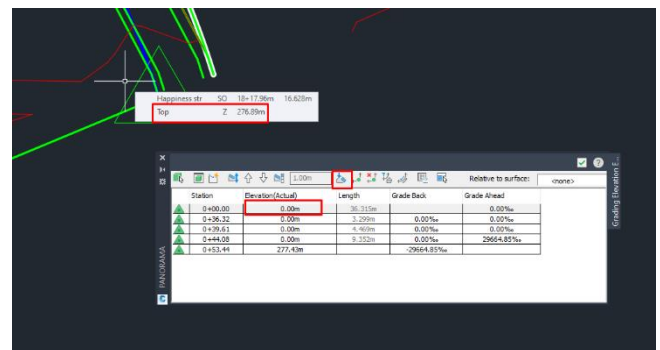 Happiness str SO 18+17.96m 16.628m
Top Z 276.89m
1.00m Relative to surface: <none>
Station Elevation(Actual) Length Grade Back Grade Ahead
0+00.00 0.00m 36.315m 0.00‰
0+36.32 0.00m 3.299m 0.00‰ 0.00‰
0+39.61 0.00m 4.469m 0.00‰ 0.00‰
0+44.08 0.00m 9.352m 0.00‰ 29664.85‰
0+53.44 277.43m -29664.85‰
PANORAMA
Grading Elevation E...